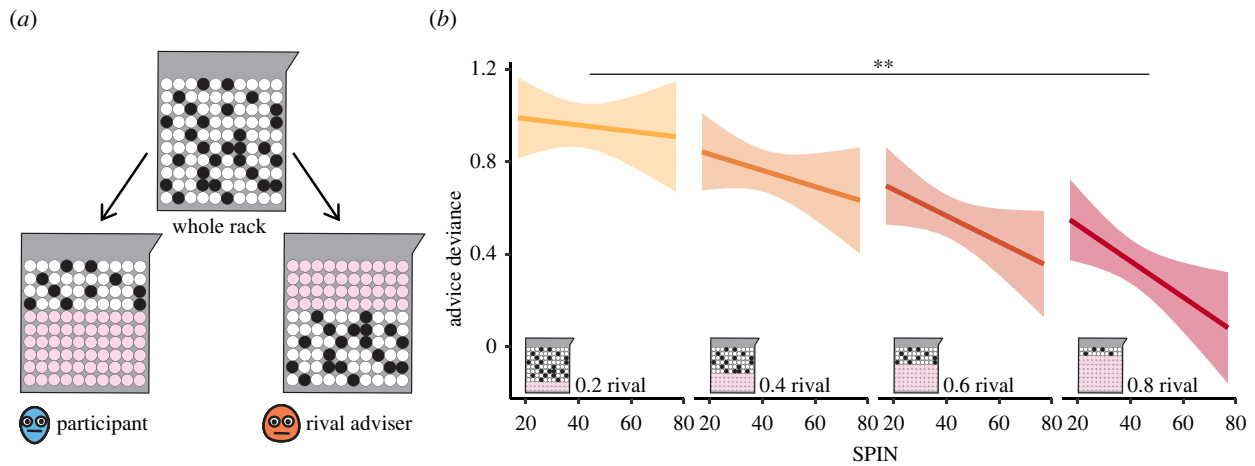 (a)
whole rack
participant
rival adviser
(b)
**
advice deviance
1.2
0.8
0.4
0
0.2 rival
0.4 rival
0.6 rival
0.8 rival
20 40 60 80 20 40 60 80 20 40 60 80 20 40 60 80
SPIN